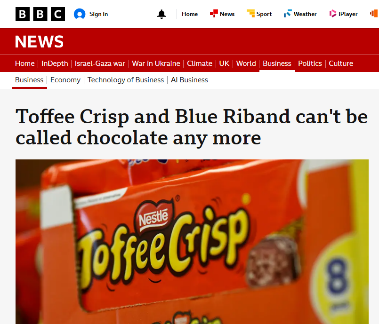 BBC Sign in Home News Sport Weather iPlayer
NEWS
Home InDepth Israel-Gaza war War in Ukraine Climate UK World Business Politics Culture
Business Economy Technology of Business AI Business
Toffee Crisp and Blue Riband can't be
called chocolate any more
Nestlé
Toffee Crisp
8